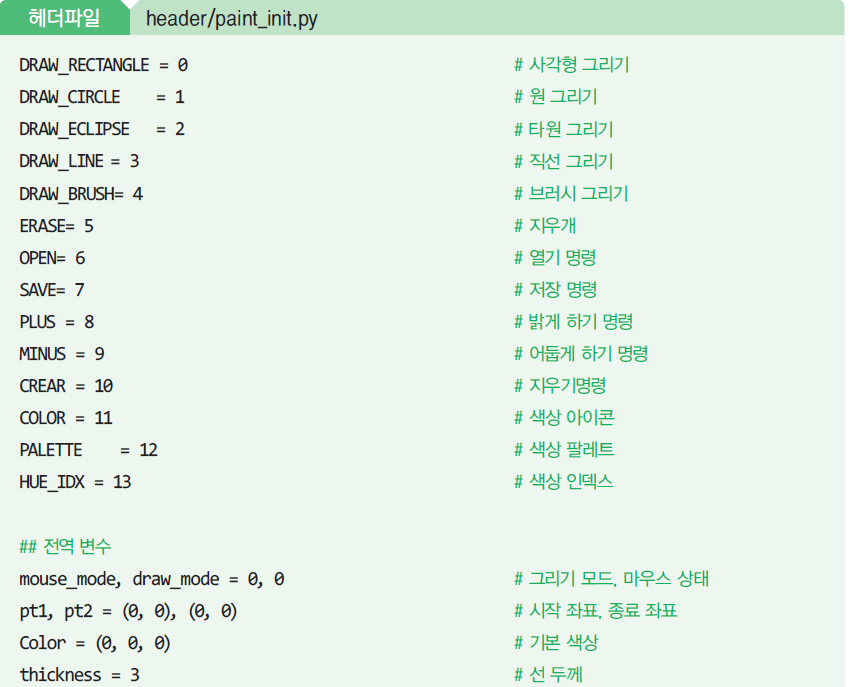 헤더파일 header/paint_init.py
DRAW_RECTANGLE = 0 # 사각형 그리기
DRAW_CIRCLE = 1 # 원 그리기
DRAW_ECLIPSE = 2 # 타원 그리기
DRAW_LINE = 3 # 직선 그리기
DRAW_BRUSH= 4 # 브러시 그리기
ERASE= 5 # 지우개
OPEN= 6 # 열기 명령
SAVE= 7 # 저장 명령
PLUS = 8 # 밝게 하기 명령
MINUS = 9 # 어둡게 하기 명령
CREAR = 10 # 지우기명령
COLOR = 11 # 색상 아이콘
PALETTE = 12 # 색상 팔레트
HUE_IDX = 13 # 색상 인덱스
## 전역 변수
mouse_mode, draw_mode = 0, 0 # 그리기 모드, 마우스 상태
pt1, pt2 = (0, 0), (0, 0) # 시작 좌표, 종료 좌표
Color = (0, 0, 0) # 기본 색상
thickness = 3 # 선 두께